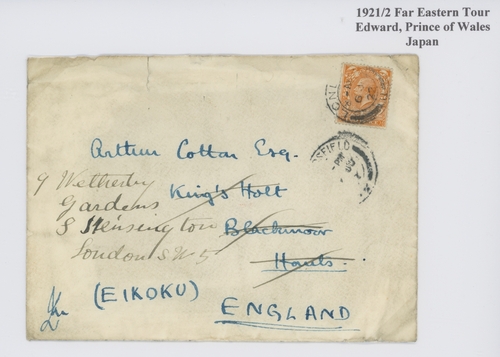 1921/2 Far Eastern Tour
Edward, Prince of Wales
Japan
Arthur Cotton Esq.
9 Wetherby
Gardens
King's Holt
S Kensington
Blackmoor
London S W 5
Hants.
(EIKOKU)
ENGLAND